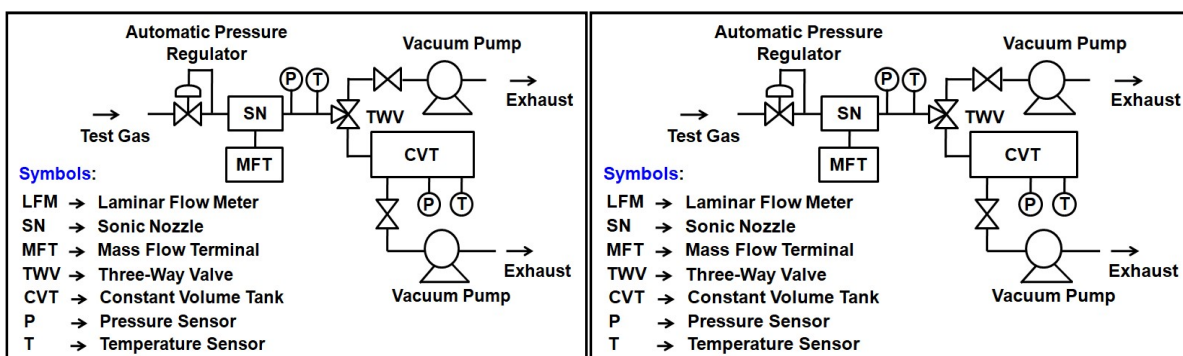 Automatic Pressure
Regulator
Vacuum Pump
P
T
Exhaust
SN
TWV
Test Gas
MFT
CVT
Symbols:
P
T
LFM → Laminar Flow Meter
SN → Sonic Nozzle
MFT → Mass Flow Terminal
Exhaust
TWV → Three-Way Valve
Vacuum Pump
CVT → Constant Volume Tank
P → Pressure Sensor
T → Temperature Sensor
Automatic Pressure
Regulator
Vacuum Pump
P
T
Exhaust
SN
TWV
Test Gas
MFT
CVT
Symbols:
P
T
LFM → Laminar Flow Meter
SN → Sonic Nozzle
MFT → Mass Flow Terminal
Exhaust
TWV → Three-Way Valve
Vacuum Pump
CVT → Constant Volume Tank
P → Pressure Sensor
T → Temperature Sensor